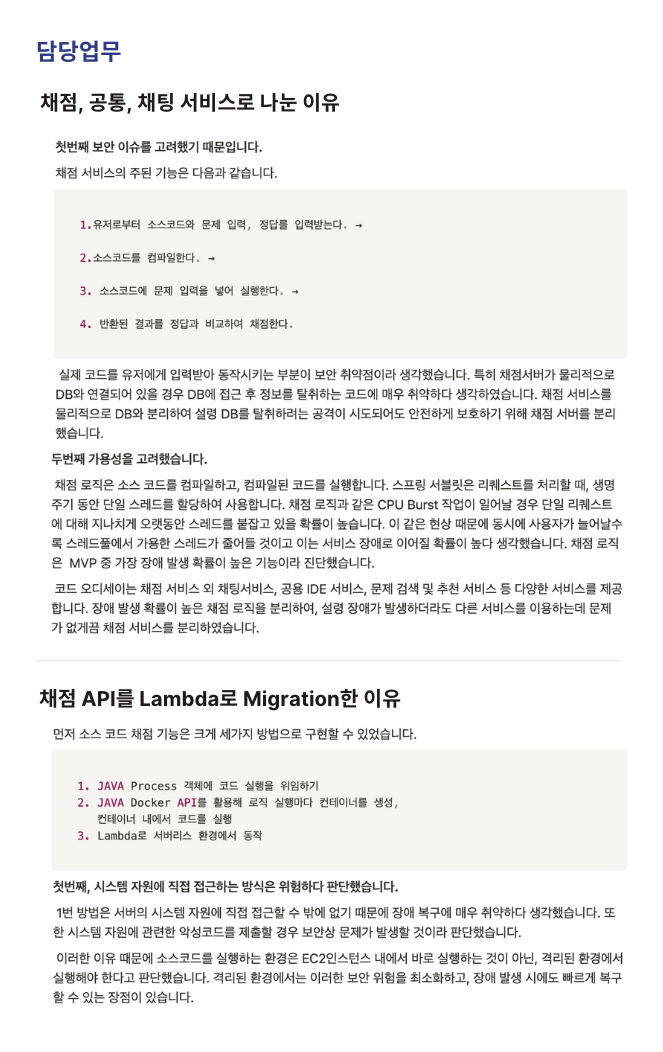 담당업무
채점, 공통, 채팅 서비스로 나눈 이유
첫번째 보안 이슈를 고려했기 때문입니다.
채점 서비스의 주된 기능은 다음과 같습니다.
1.유저로부터 소스코드와 문제 입력, 정답를 입력받는다. →
2.소스코드를 컴파일한다. →
3. 소스코드에 문제 입력을 넣어 실행한다. →
4. 반환된 결과를 정답과 비교하여 채점한다.
실제 코드를 유저에게 입력받아 동작시키는 부분이 보안 취약점이라 생각했습니다. 특히 채점서버가 물리적으로
DB와 연결되어 있을 경우 DB에 접근 후 정보를 탈취하는 코드에 매우 취약하다 생각하였습니다. 채점 서비스를
물리적으로 DB와 분리하여 설령 DB를 탈취하려는 공격이 시도되어도 안전하게 보호하기 위해 채점 서버를 분리
했습니다.
두번째 가용성을 고려했습니다.
채점 로직은 소스 코드를 컴파일하고, 컴파일된 코드를 실행합니다. 스프링 서블릿은 리퀘스트를 처리할 때, 생명
주기 동안 단일 스레드를 할당하여 사용합니다. 채점 로직과 같은 CPU Burst 작업이 일어날 경우 단일 리퀘스트
에 대해 지나치게 오랫동안 스레드를 붙잡고 있을 확률이 높습니다. 이 같은 현상 때문에 동시에 사용자가 늘어날수
록 스레드풀에서 가용한 스레드가 줄어들 것이고 이는 서비스 장애로 이어질 확률이 높다 생각했습니다. 채점 로직
은 MVP 중 가장 장애 발생 확률이 높은 기능이라 진단했습니다.
코드 오디세이는 채점 서비스 외 채팅서비스, 공용 IDE 서비스, 문제 검색 및 추천 서비스 등 다양한 서비스를 제공
합니다. 장애 발생 확률이 높은 채점 로직을 분리하여, 설령 장애가 발생하더라도 다른 서비스를 이용하는데 문제
가 없게끔 채점 서비스를 분리하였습니다.
채점 API를 Lambda로 Migration한 이유
먼저 소스 코드 채점 기능은 크게 세가지 방법으로 구현할 수 있었습니다.
1. JAVA Process 객체에 코드 실행을 위임하기
2. JAVA Docker API를 활용해 로직 실행마다 컨테이너를 생성,
컨테이너 내에서 코드를 실행
3. Lambda로 서버리스 환경에서 동작
첫번째, 시스템 자원에 직접 접근하는 방식은 위험하다 판단했습니다.
1번 방법은 서버의 시스템 자원에 직접 접근할 수 밖에 없기 때문에 장애 복구에 매우 취약하다 생각했습니다. 또
한 시스템 자원에 관련한 악성코드를 제출할 경우 보안상 문제가 발생할 것이라 판단했습니다.
이러한 이유 때문에 소스코드를 실행하는 환경은 EC2인스턴스 내에서 바로 실행하는 것이 아닌, 격리된 환경에서
실행해야 한다고 판단했습니다. 격리된 환경에서는 이러한 보안 위험을 최소화하고, 장애 발생 시에도 빠르게 복구
할 수 있는 장점이 있습니다.